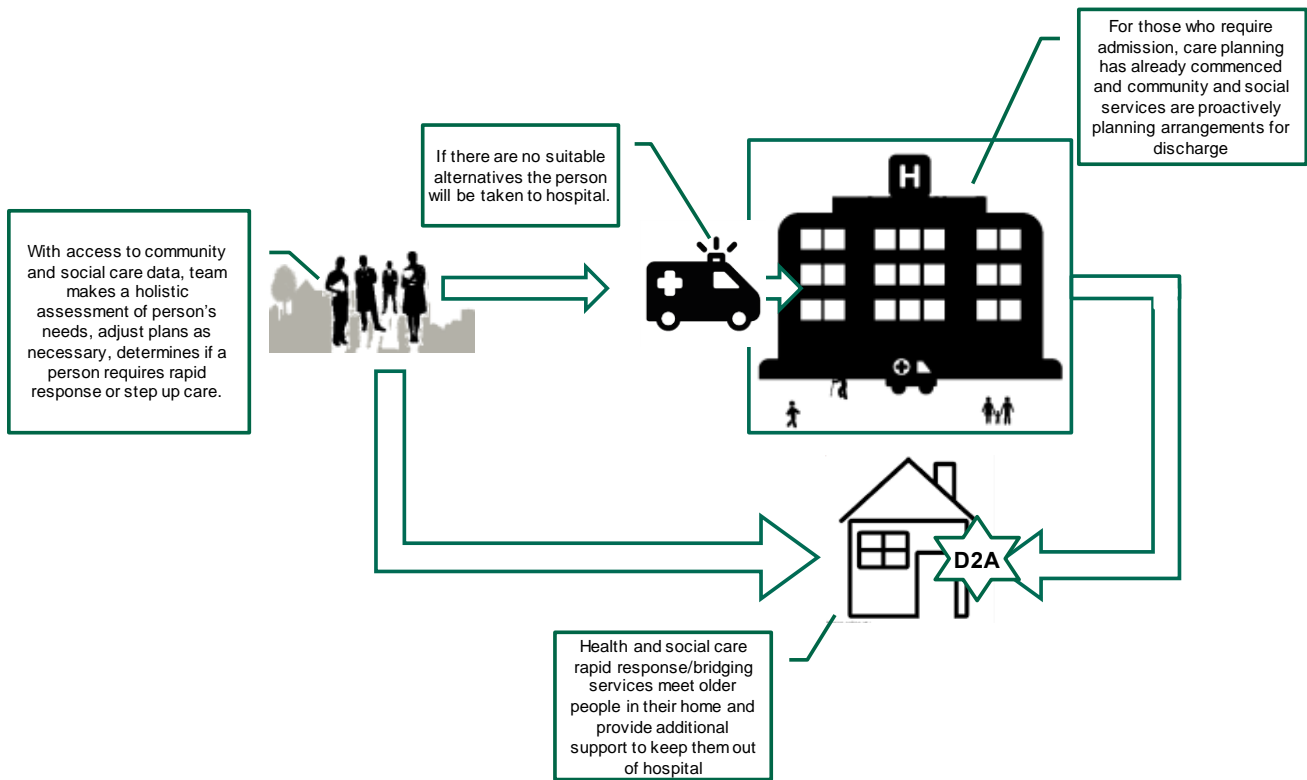 For those who require
admission, care planning
has already commenced
and community and social
services are proactively
planning arrangements for
discharge
If there are no suitable
alternatives the person
will be taken to hospital.
H
With access to community
and social care data, team
makes a holistic
assessment of person's
needs, adjust plans as
necessary, determines if a
person requires rapid
response or step up care.
D2A
Health and social care
rapid response/bridging
services meet older
people in their home and
provide additional
support to keep them out
of hospital